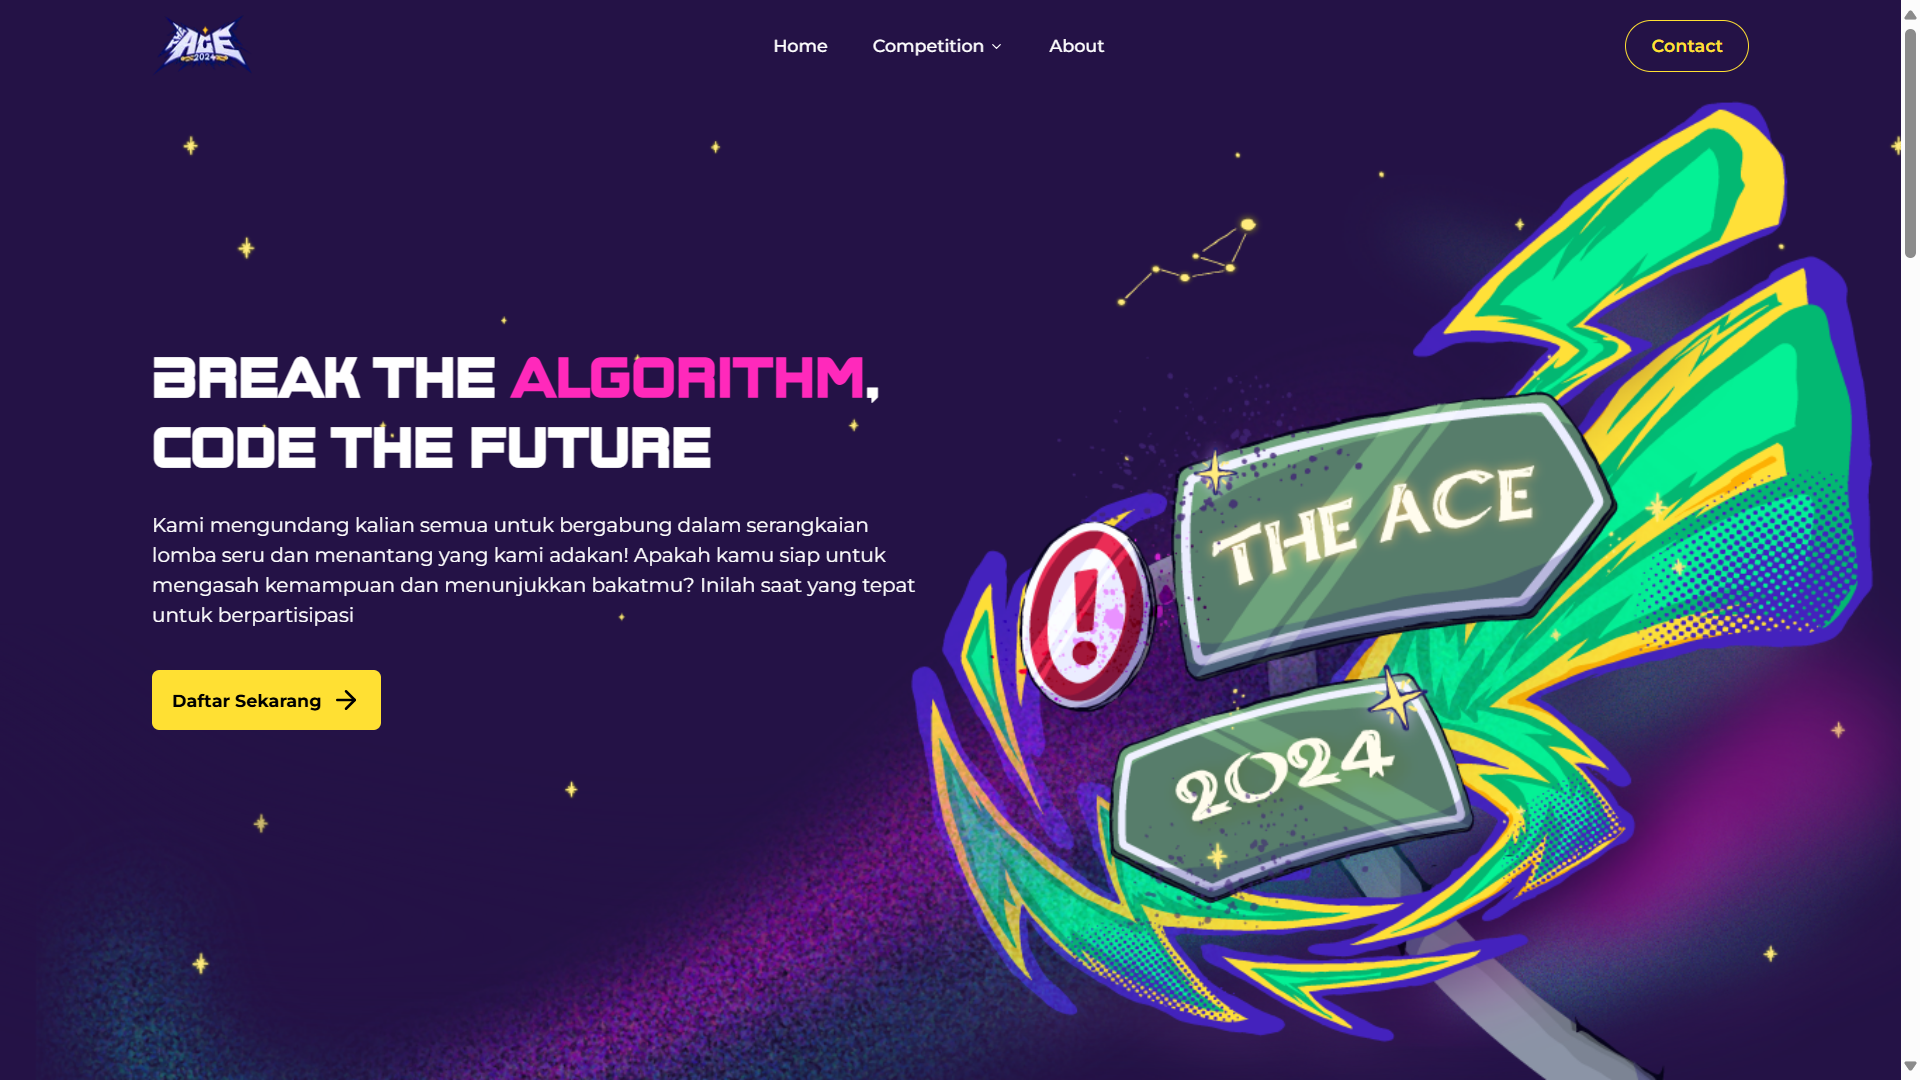 THE ACE 2024
Home
Competition
About
Contact
BREAK THE ALGORITHM,
CODE THE FUTURE
Kami mengundang kalian semua untuk bergabung dalam serangkaian
lomba seru dan menantang yang kami adakan! Apakah kamu siap untuk
mengasah kemampuan dan menunjukkan bakatmu? Inilah saat yang tepat
untuk berpartisipasi
Daftar Sekarang
!
THE ACE
2024